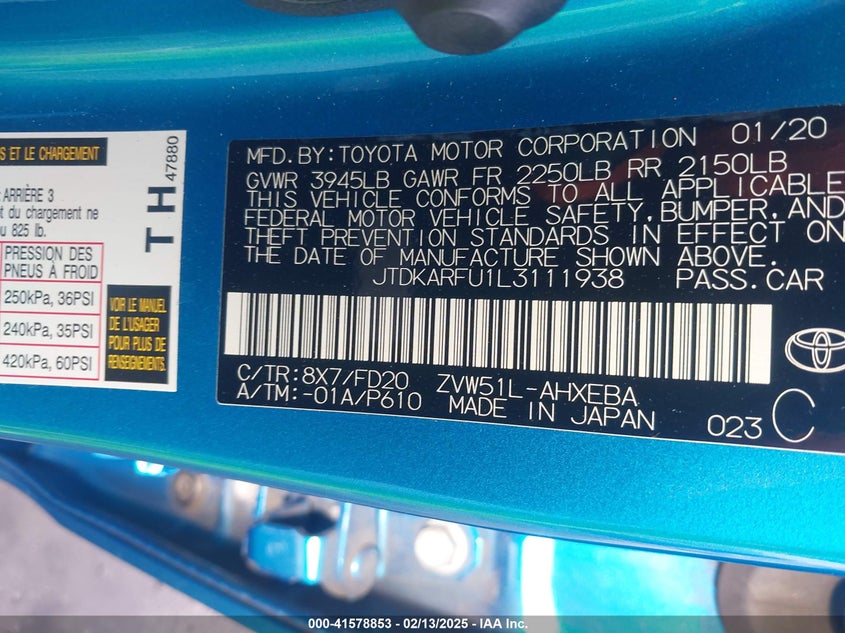 S ET LE CHARGEMENT
ARRIÈRE 3
t du chargement ne
u 825 lb.
PRESSION DES
PNEUS À FROID
250kPa, 36PSI
240kPa, 35PSI
420kPa, 60PSI
VOIR LE MANUEL
DE L'USAGER
POUR PLUS DE
RENSEIGNEMENTS.
TH 47880
MFD.BY:TOYOTA MOTOR CORPORATION 01/20
GVWR 3945LB GAWR FR 2250LB RR 2150LB
THIS VEHICLE CONFORMS TO ALL APPLICABLE
FEDERAL MOTOR VEHICLE SAFETY,BUMPER,AND
THEFT PREVENTION STANDARDS IN EFFECT ON
THE DATE OF MANUFACTURE SHOWN ABOVE.
JTDKARFU1L3111938 PASS.CAR
C/TR:8X7/FD20 ZVW51L-AHXEBA
A/TM:-01A/P610 MADE IN JAPAN 023 C
000-41578853 - 02/13/2025 - IAA Inc.